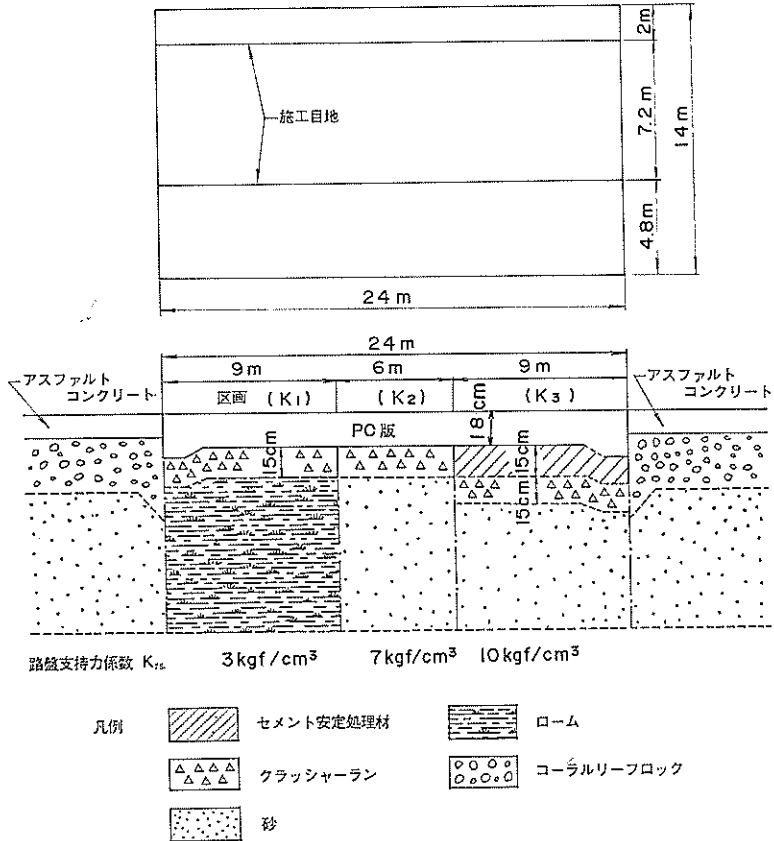 2m
7.2m
14m
4.8m
施工目地
24m
24m
9m
6m
9m
アスファルト
コンクリート
区画 (K1)
(K2)
(K3)
アスファルト
コンクリート
18cm
PC版
15cm
15cm
15cm
路盤支持力係数 K75
3kgf/cm³
7kgf/cm³
10kgf/cm³
凡例
セメント安定処理材
ローム
クラッシャーラン
コーラルリーフロック
砂